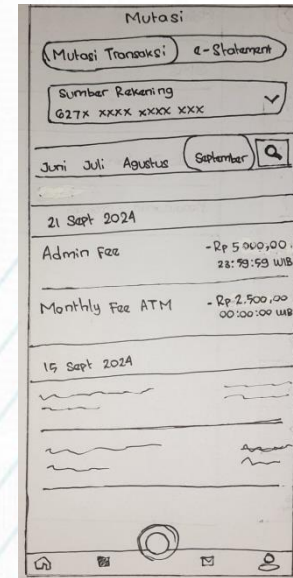 Mutasi
Mutasi Transaksi e-Statement
Sumber Rekening
627x xxxx xxxx xxx
Juni Juli Agustus September
21 Sept 2024
Admin Fee -Rp 5000,00.
23:59:59 WIB
Monthly Fee ATM -Rp 2.500,00
00:00:00 WIB
15 Sept 2024